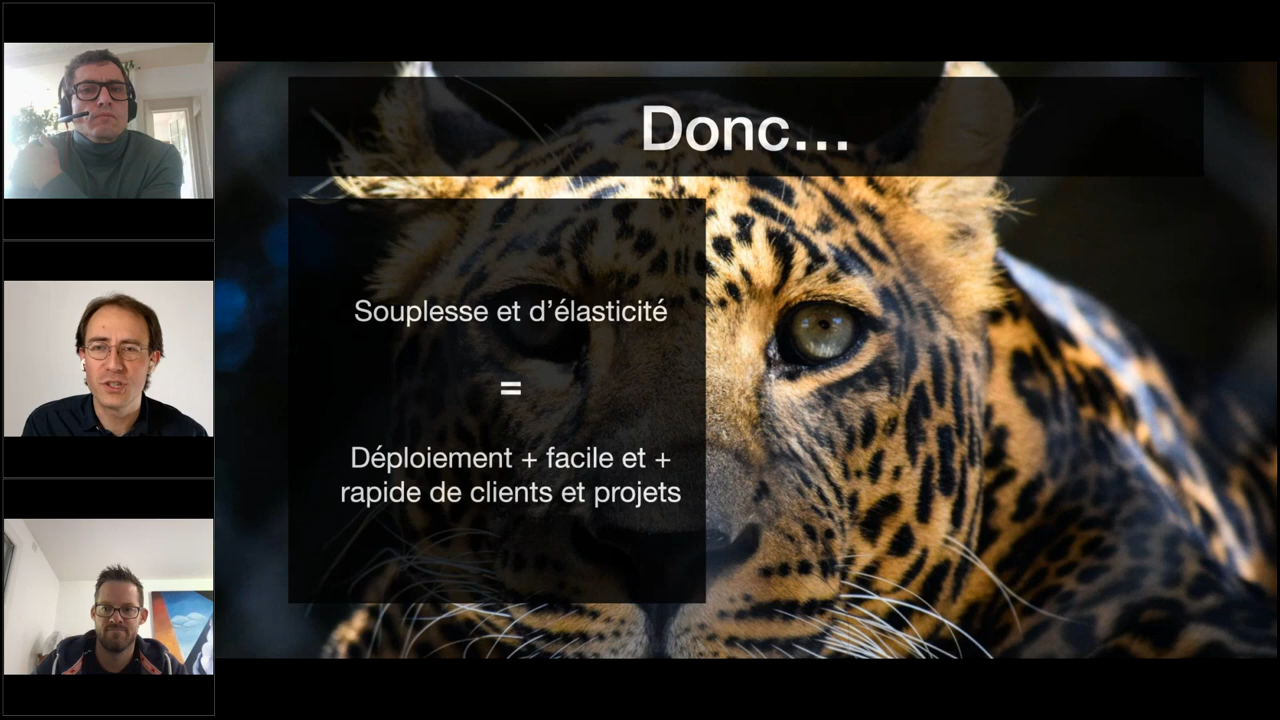 Donc...
Souplesse et d’élasticité
=
Déploiement + facile et +
rapide de clients et projets